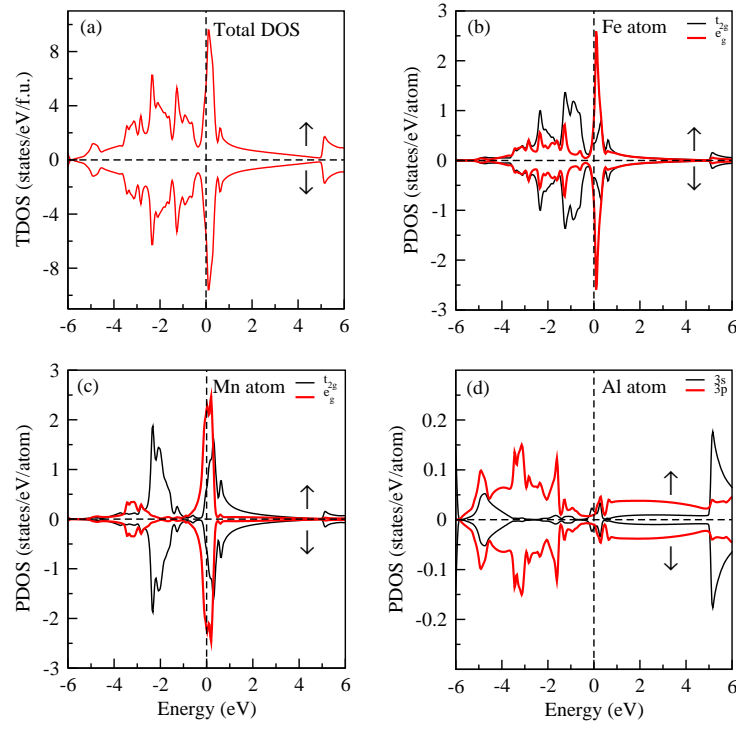 (a) Total DOS
TDOS (states/eV/f.u.)
8
4
0
-4
-8
-6 -4 -2 0 2 4 6
(b) Fe atom
t2g
eg
PDOS (states/eV/atom)
3
2
1
0
-1
-2
-3
-6 -4 -2 0 2 4 6
(c) Mn atom
t2g
eg
PDOS (states/eV/atom)
3
2
1
0
-1
-2
-3
-6 -4 -2 0 2 4 6
Energy (eV)
(d) Al atom
3s
3p
PDOS (states/eV/atom)
0.2
0.1
0
-0.1
-0.2
-6 -4 -2 0 2 4 6
Energy (eV)